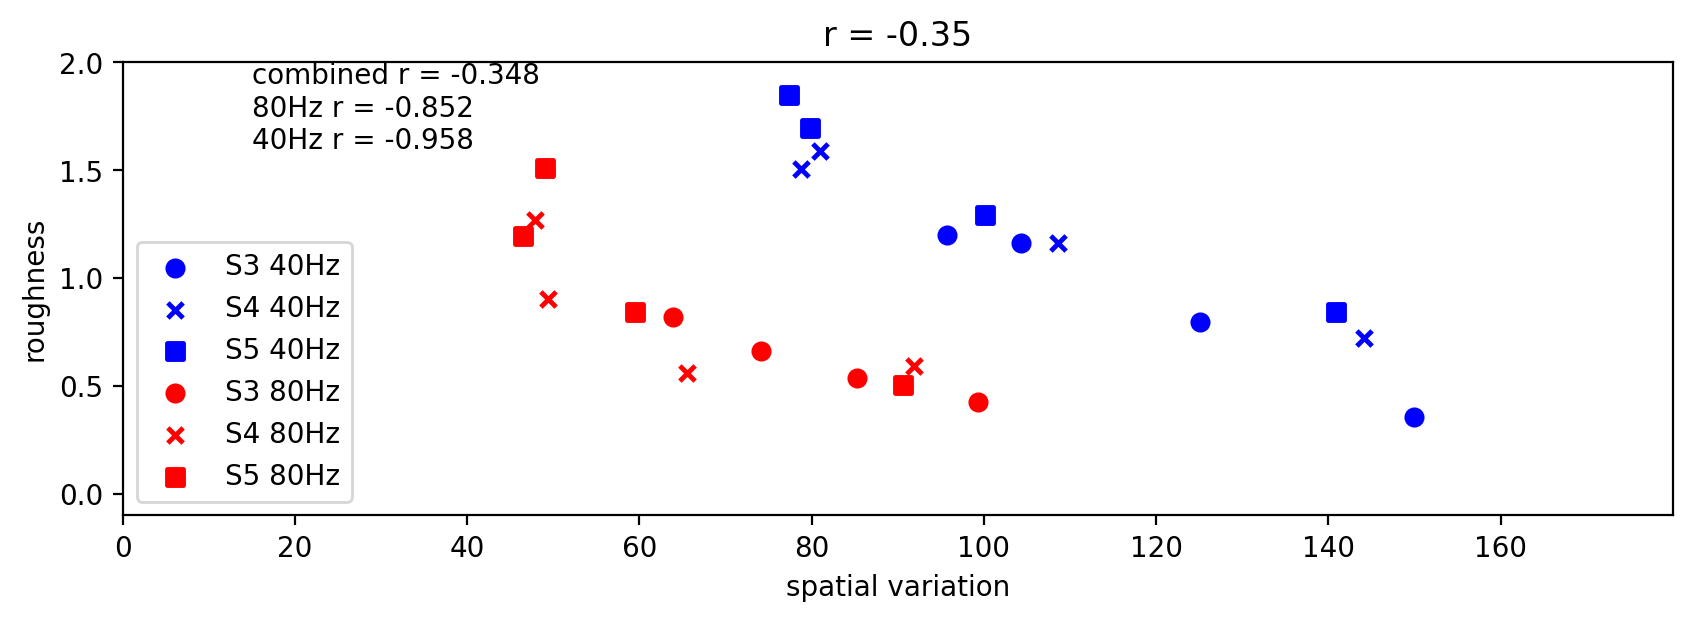 r = -0.35
combined r = -0.348
80Hz r = -0.852
40Hz r = -0.958
2.0
1.5
1.0
0.5
0.0
roughness
S3 40Hz
S4 40Hz
S5 40Hz
S3 80Hz
S4 80Hz
S5 80Hz
0 20 40 60 80 100 120 140 160
spatial variation